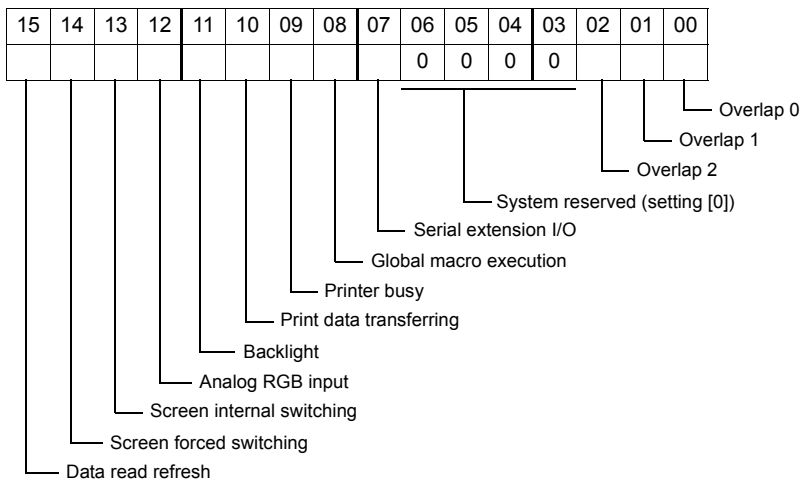 15 14 13 12 11 10 09 08 07 06 05 04 03 02 01 00
0 0 0 0
Overlap 0
Overlap 1
Overlap 2
System reserved (setting [0])
Serial extension I/O
Global macro execution
Printer busy
Print data transferring
Backlight
Analog RGB input
Screen internal switching
Screen forced switching
Data read refresh